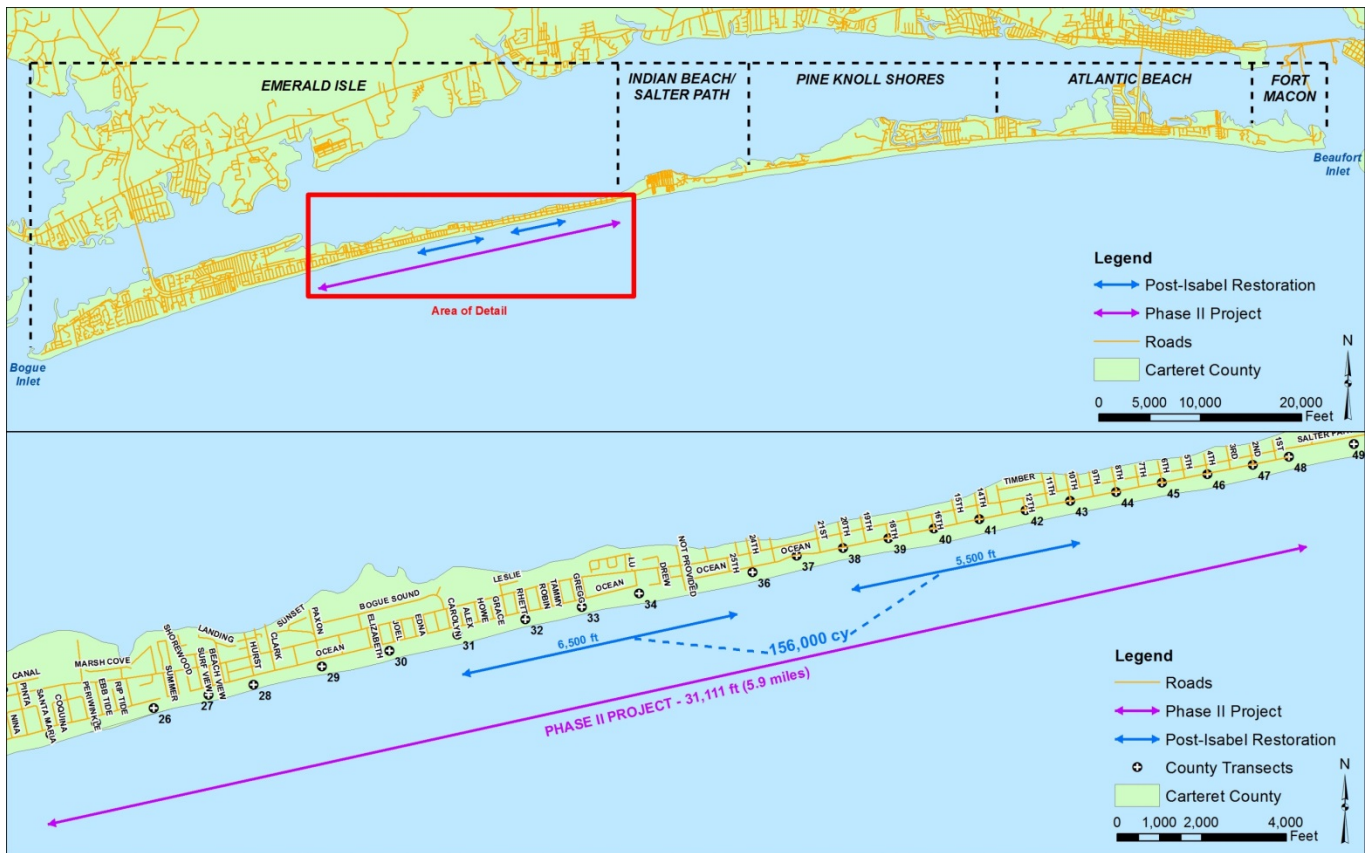 EMERALD ISLE
INDIAN BEACH/
SALTER PATH
PINE KNOLL SHORES
ATLANTIC BEACH
FORT
MACON
Beaufort
Inlet
Bogue
Inlet
Area of Detail
Legend
Post-Isabel Restoration
Phase II Project
Roads
Carteret County
N
0 5,000 10,000 20,000
Feet
CANAL
PINTA
NINA
SANTA MARIA
COQUINA
MARSH COVE
PERIWINKLE
EBB TIDE
RIP TIDE
SHOREWOOD
SUMMER
26
LANDING
SURF VIEW
BEACH VIEW
27
HURST
28
CLARK
SUNSET
PAXON
OCEAN
29
BOGUE SOUND
ELIZABETH
JOEL
30
EDNA
CAROLYN
ALEX
31
HOWE
GRACE
LESLIE
RHETT
32
ROBIN
TAMMY
GREGG
33
OCEAN
LU
34
DREW
NOT PROVIDED
OCEAN
25TH
24TH
36
OCEAN
37
21ST
20TH
38
19TH
18TH
39
16TH
40
15TH
14TH
41
TIMBER
12TH
42
11TH
10TH
43
9TH
8TH
44
7TH
6TH
45
5TH
4TH
46
3RD
2ND
47
1ST
48
49
6,500 ft
5,500 ft
156,000 cy
PHASE II PROJECT - 31,111 ft (5.9 miles)
Legend
Roads
Phase II Project
Post-Isabel Restoration
County Transects
Carteret County
N
0 1,000 2,000 4,000
Feet